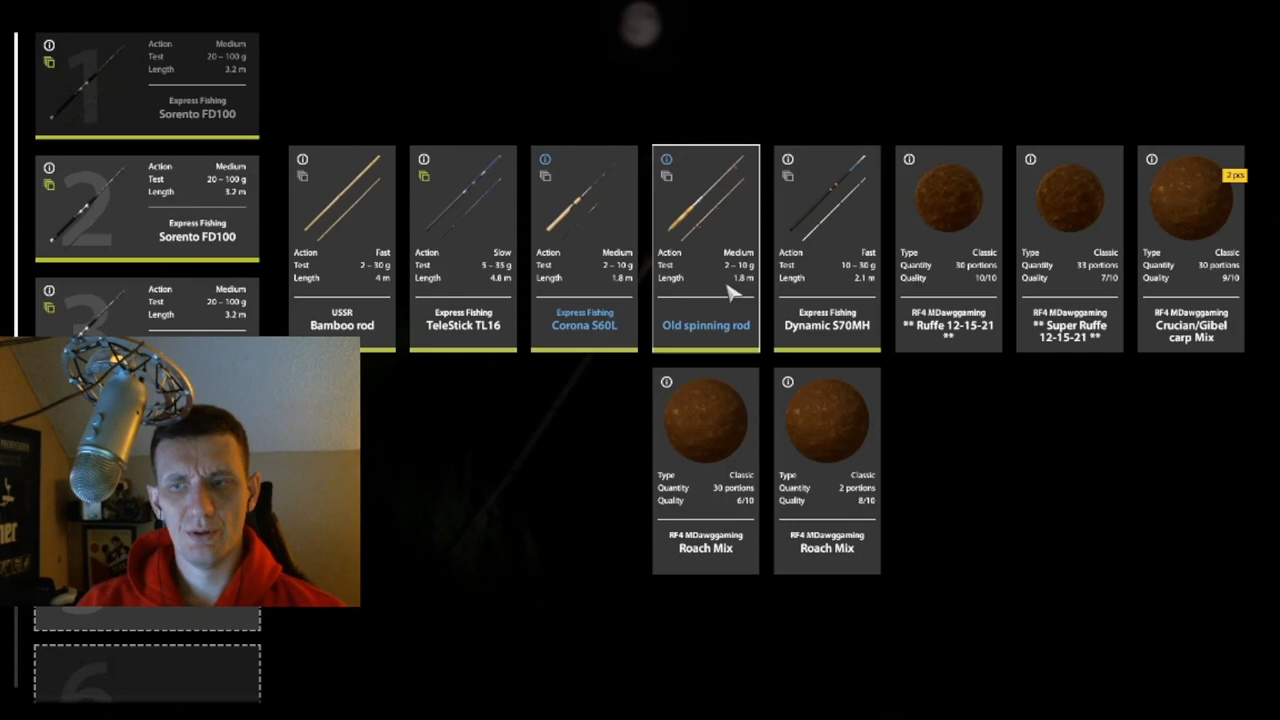 1
Action Medium
Test 20 – 100 g
Length 3.2 m
Express Fishing
Sorento FD100
2
Action Medium
Test 20 – 100 g
Length 3.2 m
Express Fishing
Sorento FD100
3
Action Medium
Test 20 – 100 g
Length 3.2 m
Action Fast
Test 2 – 30 g
Length 4 m
USSR
Bamboo rod
Action Slow
Test 5 – 35 g
Length 4.8 m
Express Fishing
TeleStick TL16
Action Medium
Test 2 – 10 g
Length 1.8 m
Express Fishing
Corona S60L
Action Medium
Test 2 – 10 g
Length 1.8 m
Old spinning rod
Action Fast
Test 10 – 30 g
Length 2.1 m
Express Fishing
Dynamic S70MH
Type Classic
Quantity 30 portions
Quality 10/10
RF4 MDawggaming
** Ruffe 12-15-21
**
Type Classic
Quantity 33 portions
Quality 7/10
RF4 MDawggaming
** Super Ruffe
12-15-21 **
2 pcs
Type Classic
Quantity 30 portions
Quality 9/10
RF4 MDawggaming
Crucian/Gibel
carp Mix
Type Classic
Quantity 30 portions
Quality 6/10
RF4 MDawggaming
Roach Mix
Type Classic
Quantity 2 portions
Quality 8/10
RF4 MDawggaming
Roach Mix
6